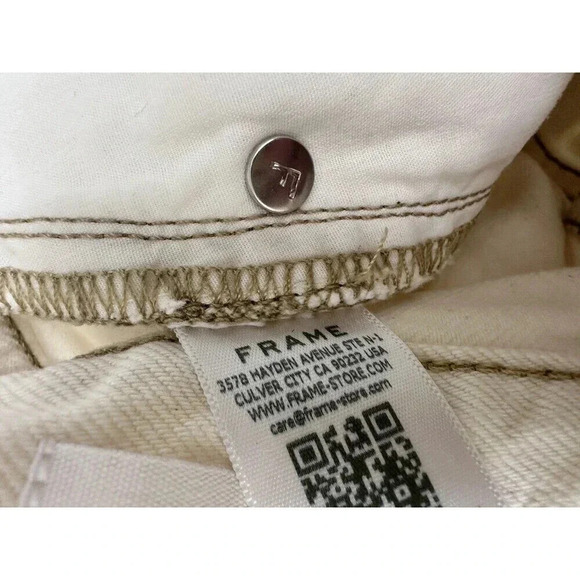 F
FRAME
3578 HAYDEN AVENUE STE N-1
CULVER CITY CA 90232 USA
WWW.FRAME-STORE.COM
care@frame-store.com